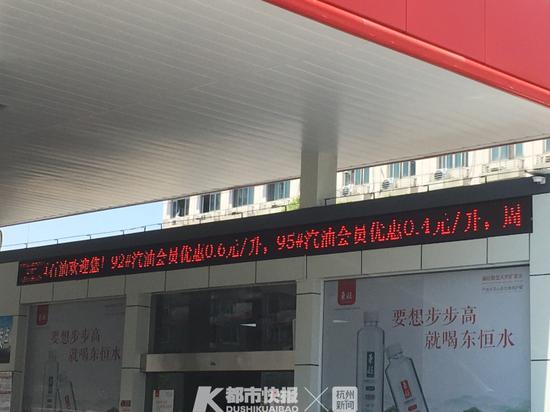 石油欢迎您！92#汽油会员优惠0.6元/升，95#汽油会员优惠0.4元/升，周
要想步步高
就喝东恒水
要想步步高
就喝东恒水
都市快报
DUSHIKUAIBAO
杭州
新闻